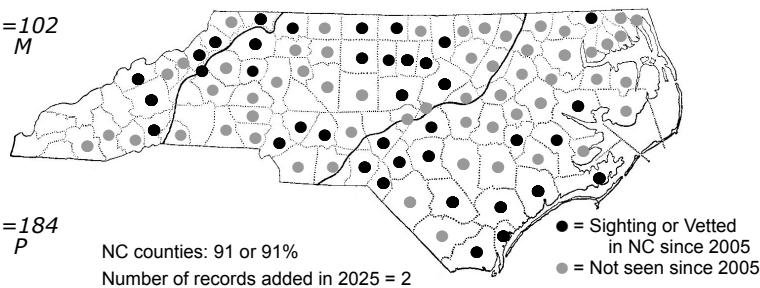 =102
M
=184
P
NC counties: 91 or 91%
Number of records added in 2025 = 2
● = Sighting or Vetted
in NC since 2005
● = Not seen since 2005